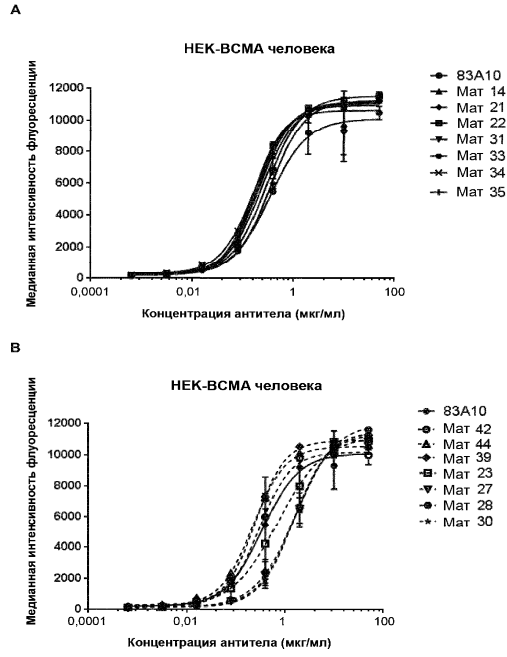 A
HEK-BCMA человека
Медианная интенсивность флуоресценции
12000
10000
8000
6000
4000
2000
0
0,0001
0,01
1
100
Концентрация антитела (мкг/мл)
83A10
Мат 14
Мат 21
Мат 22
Мат 31
Мат 33
Мат 34
Мат 35
B
HEK-BCMA человека
Медианная интенсивность флуоресценции
12000
10000
8000
6000
4000
2000
0
0,0001
0,01
1
100
Концентрация антитела (мкг/мл)
83A10
Мат 42
Мат 44
Мат 39
Мат 23
Мат 27
Мат 28
Мат 30